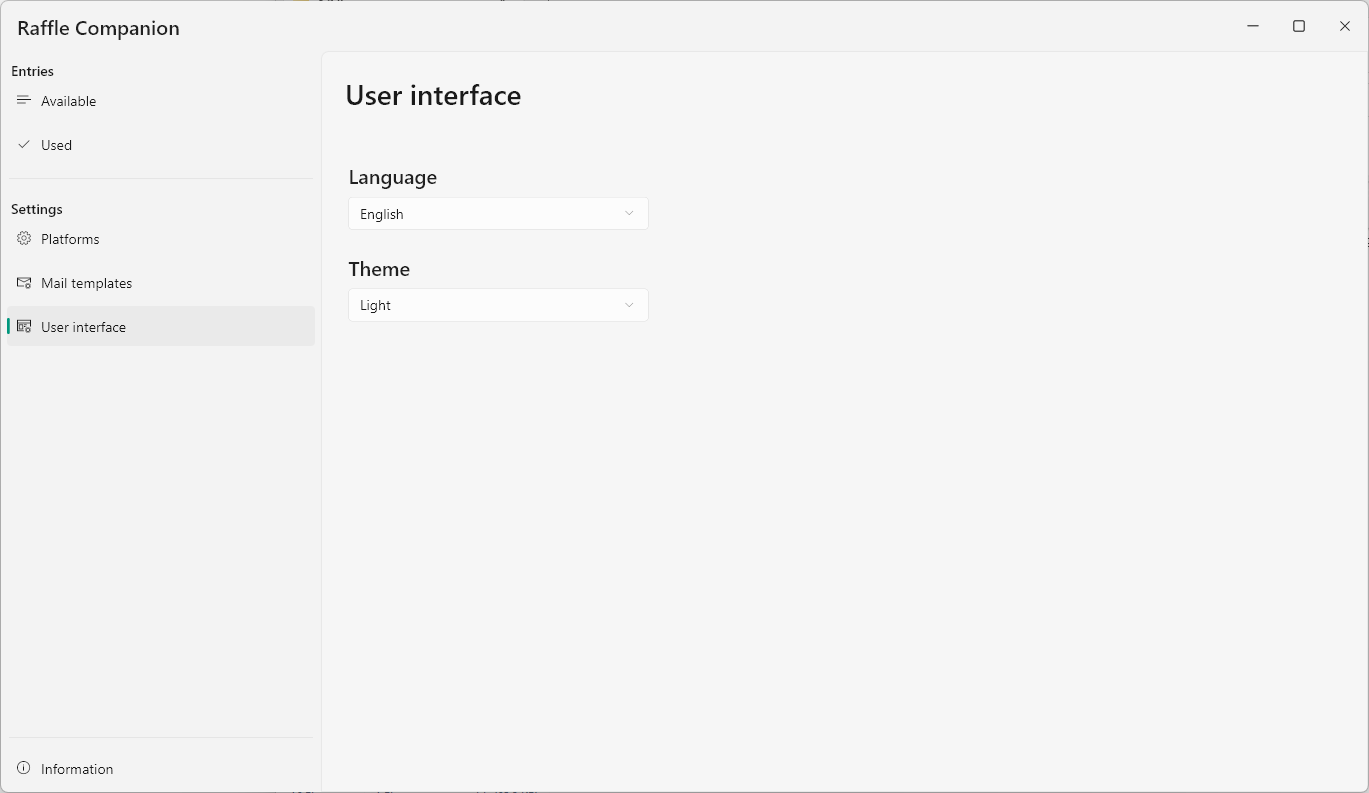 Raffle Companion
Entries
Available
Used
Settings
Platforms
Mail templates
User interface
Information
User interface
Language
English
Theme
Light